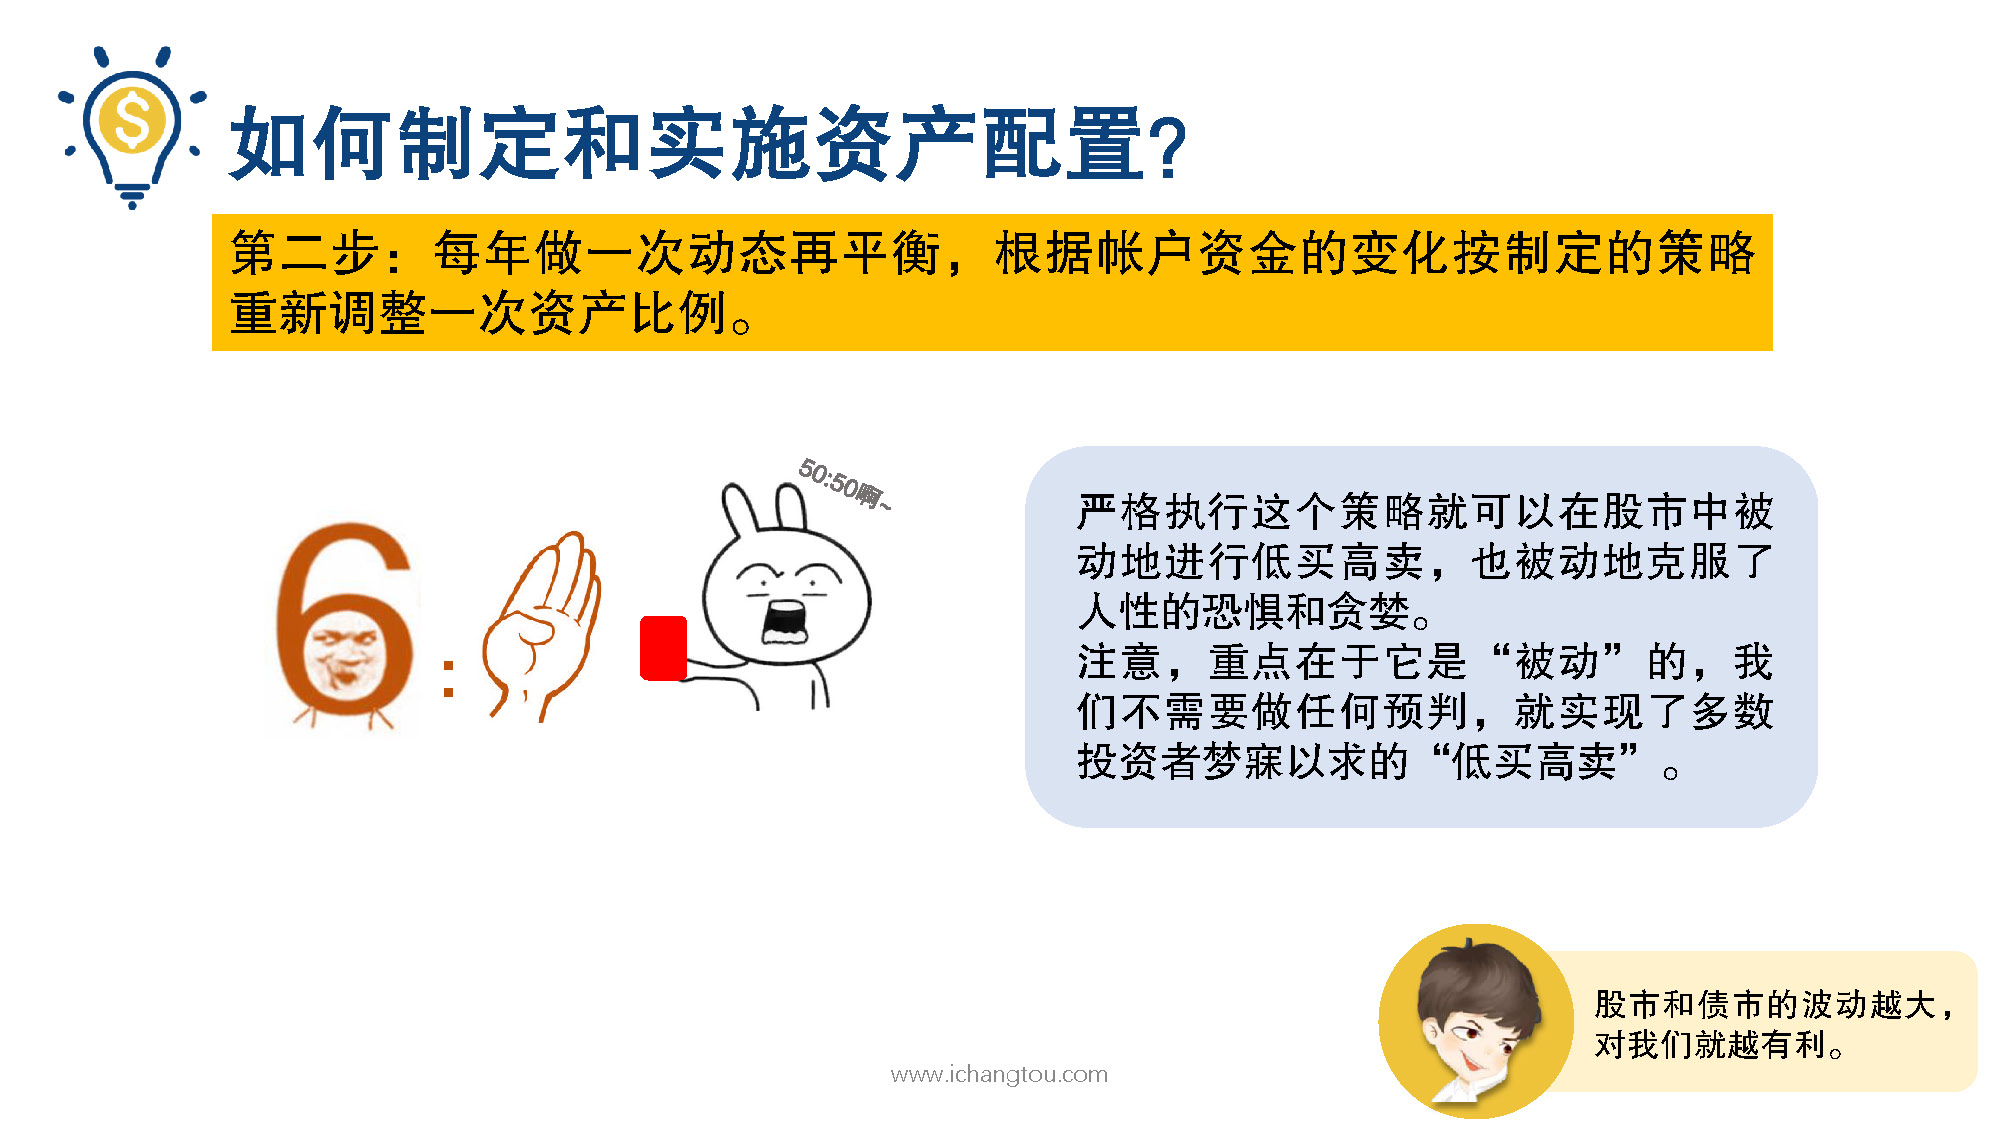 如何制定和实施资产配置?
第二步：每年做一次动态再平衡，根据帐户资金的变化按制定的策略
重新调整一次资产比例。
50:50啊~
6
:
严格执行这个策略就可以在股市中被
动地进行低买高卖，也被动地克服了
人性的恐惧和贪婪。
注意，重点在于它是“被动”的，我
们不需要做任何预判，就实现了多数
投资者梦寐以求的“低买高卖”。
股市和债市的波动越大，
对我们就越有利。
www.ichangtou.com